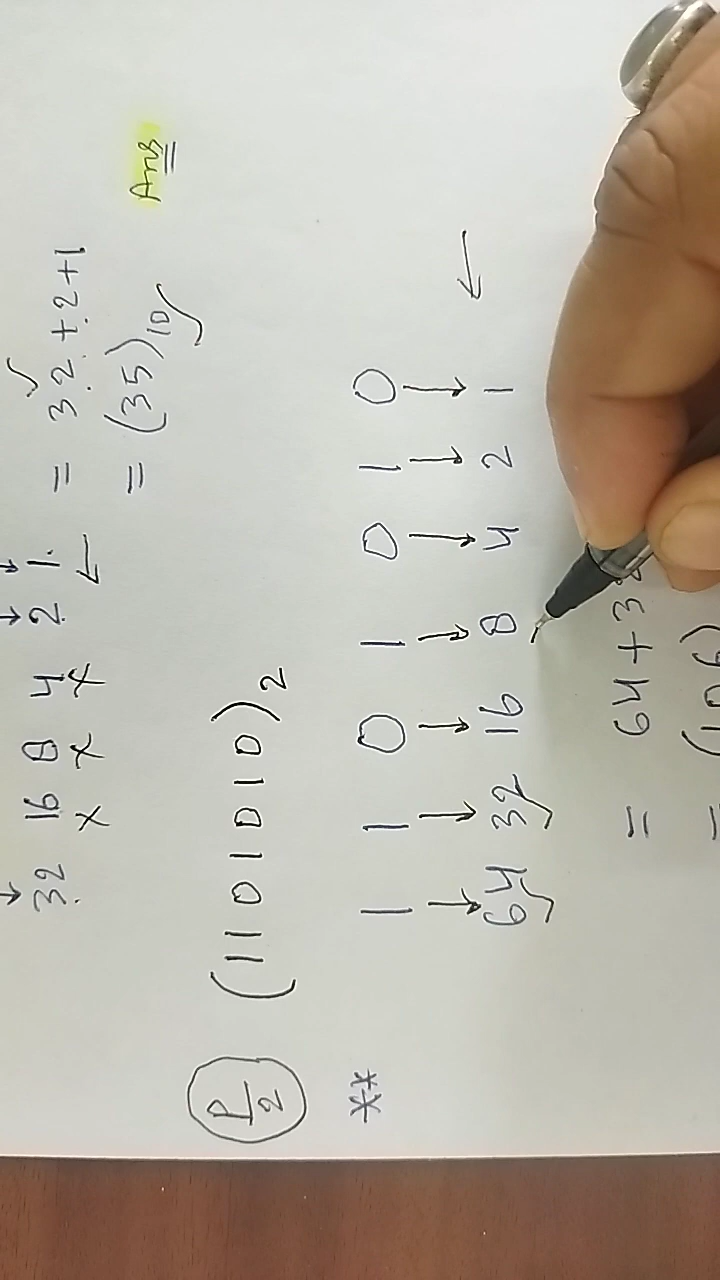 ↓ ↓ ↓
32 16 8 4 2 1. = 32 + 2 + 1
× × × ← = (35)10 Ans
P/2 (1101010)2
** 1 1 0 1 0 1 0
↓ ↓ ↓ ↓ ↓ ↓ ↓
64 32 16 8 4 2 1 ←
= 64 + 3
= (106)